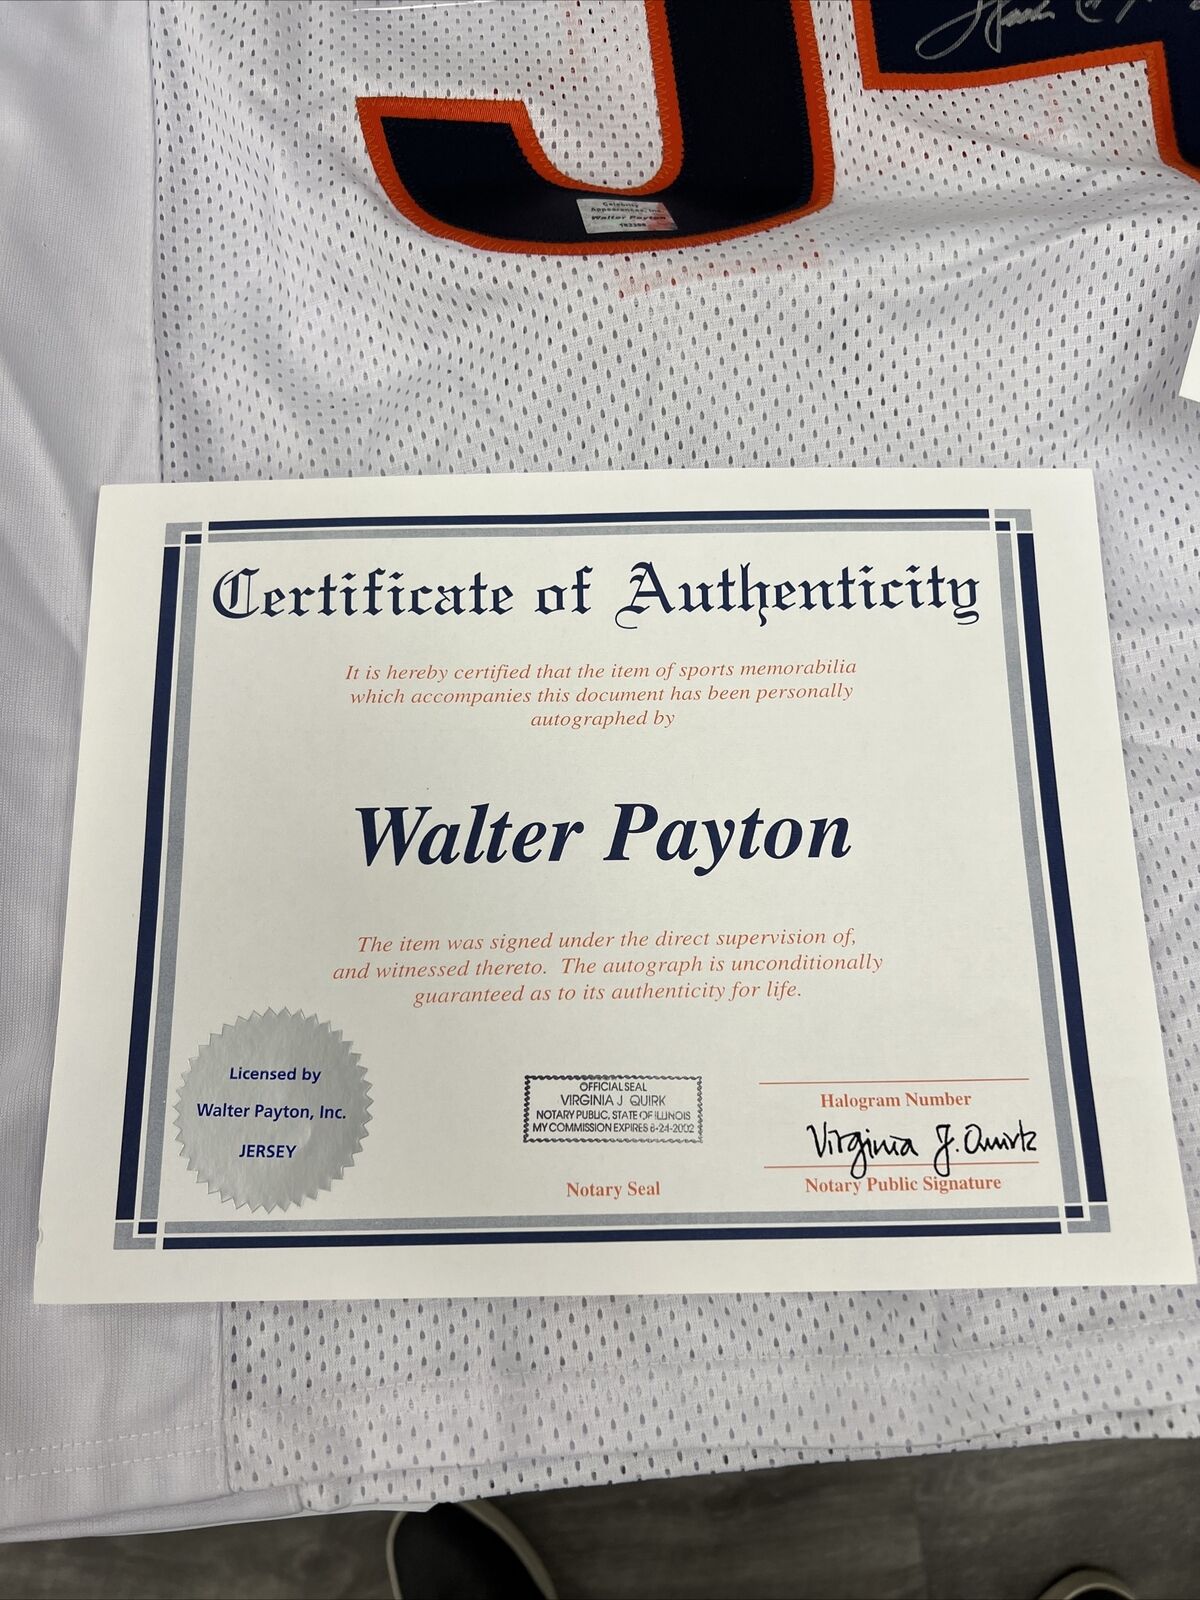 Celebrity
Appearances, Inc.
Walter Payton
Certificate of Authenticity
It is hereby certified that the item of sports memorabilia
which accompanies this document has been personally
autographed by
Walter Payton
The item was signed under the direct supervision of,
and witnessed thereto. The autograph is unconditionally
guaranteed as to its authenticity for life.
Licensed by
Walter Payton, Inc.
JERSEY
OFFICIAL SEAL
VIRGINIA J QUIRK
NOTARY PUBLIC, STATE OF ILLINOIS
MY COMMISSION EXPIRES 6-24-2002
Notary Seal
Halogram Number
Virginia J. Quirk
Notary Public Signature